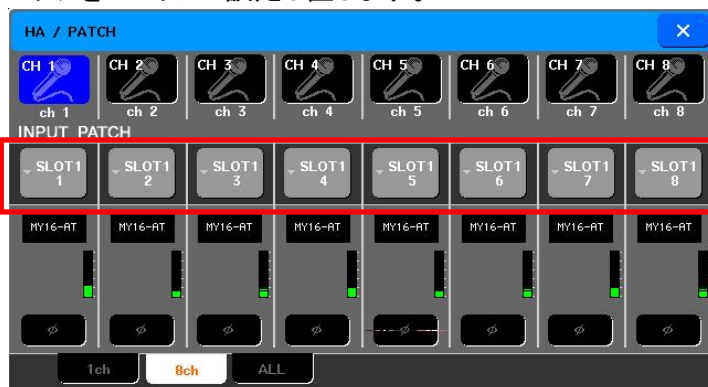 HA / PATCH
CH 1 CH 2 CH 3 CH 4 CH 5 CH 6 CH 7 CH 8
ch 1 ch 2 ch 3 ch 4 ch 5 ch 6 ch 7 ch 8
INPUT PATCH
SLOT1 SLOT1 SLOT1 SLOT1 SLOT1 SLOT1 SLOT1 SLOT1
1 2 3 4 5 6 7 8
MY16-AT MY16-AT MY16-AT MY16-AT MY16-AT MY16-AT MY16-AT MY16-AT
ø ø ø ø ø ø ø ø
1ch 8ch ALL